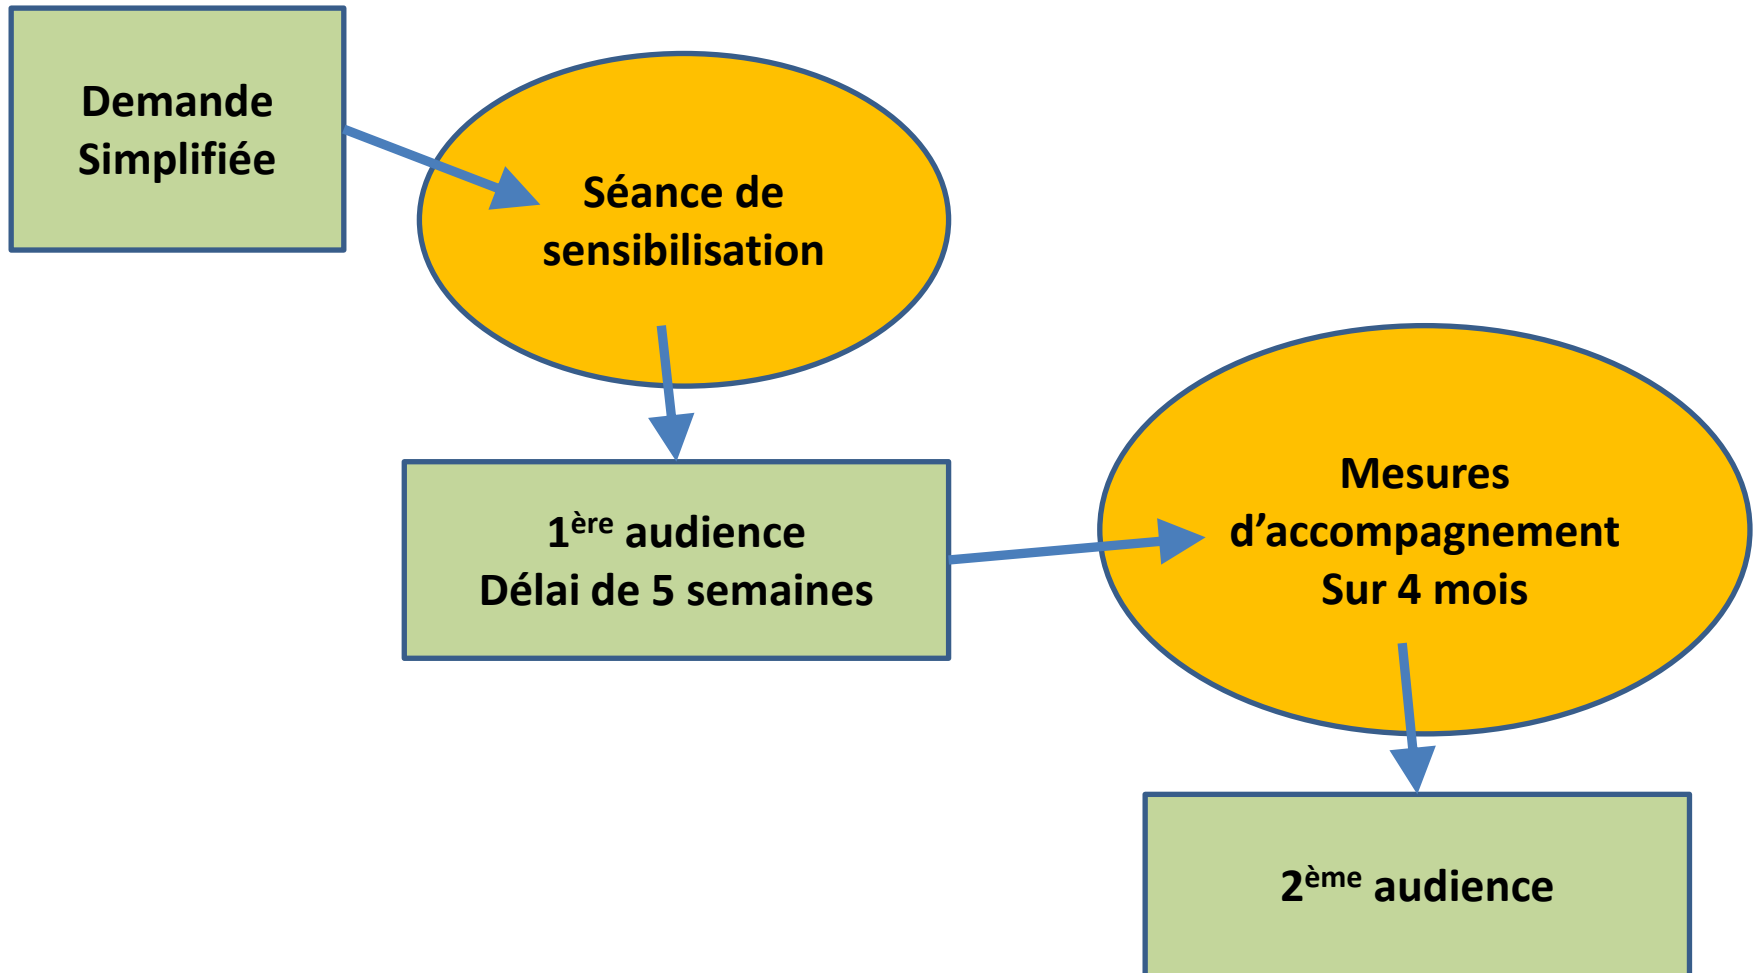 Demande
Simplifiée
Séance de
sensibilisation
1ère audience
Délai de 5 semaines
Mesures
d’accompagnement
Sur 4 mois
2ème audience